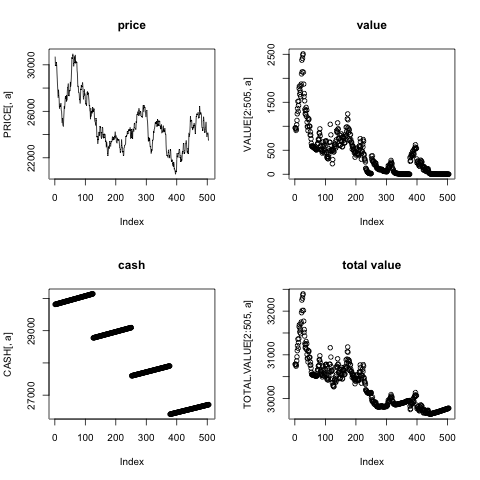 price
PRICE[, a]
30000
26000
22000
0 100 200 300 400 500
Index
value
VALUE[2:505, a]
2500
1500
500
0
0 100 200 300 400 500
Index
cash
CASH[, a]
29000
27000
0 100 200 300 400 500
Index
total value
TOTAL.VALUE[2:505, a]
32000
31000
30000
0 100 200 300 400 500
Index